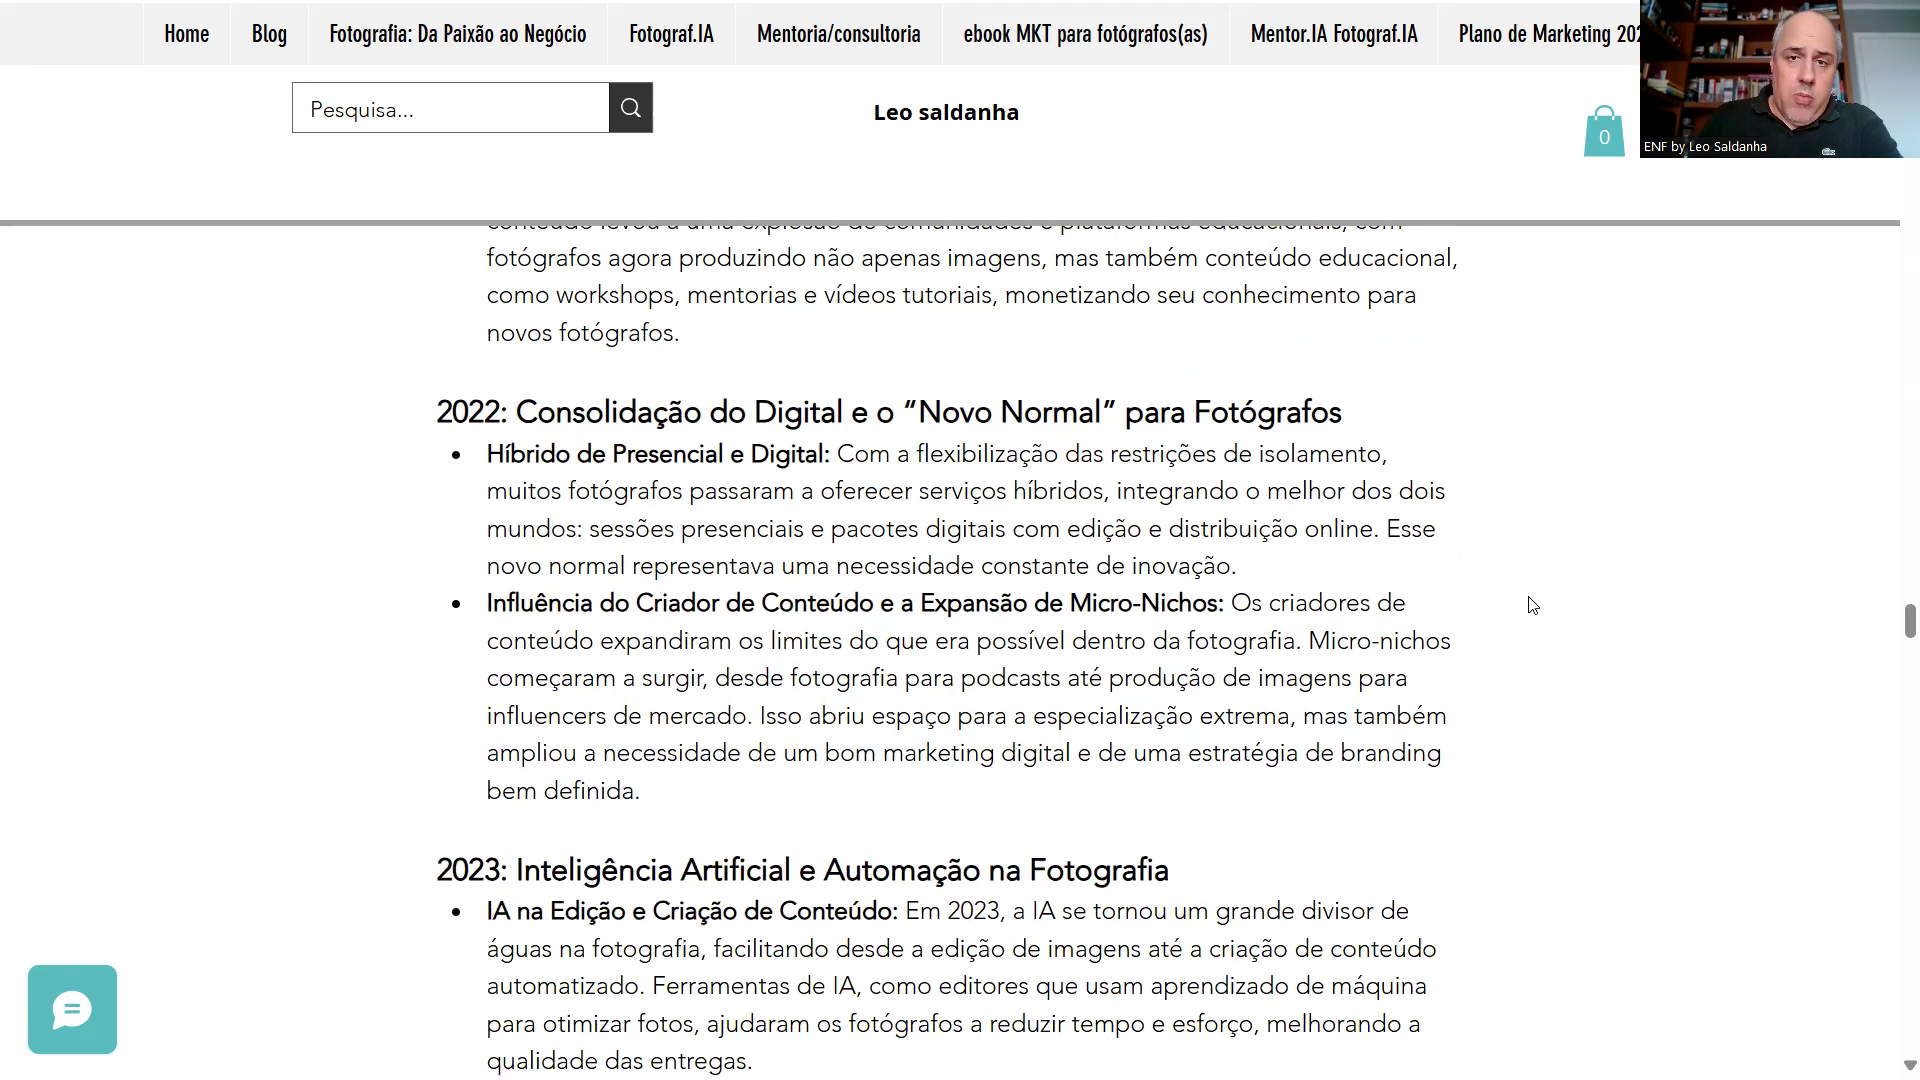 Home Blog Fotografia: Da Paixão ao Negócio Fotograf.IA Mentoria/consultoria ebook MKT para fotógrafos(as) Mentor.IA Fotograf.IA Plano de Marketing 202
Pesquisa...
Leo saldanha
0
ENF by Leo Saldanha
conteúdo levou a uma explosão de comunidades e plataformas educacionais, com
fotógrafos agora produzindo não apenas imagens, mas também conteúdo educacional,
como workshops, mentorias e vídeos tutoriais, monetizando seu conhecimento para
novos fotógrafos.
2022: Consolidação do Digital e o “Novo Normal” para Fotógrafos
• Híbrido de Presencial e Digital: Com a flexibilização das restrições de isolamento,
muitos fotógrafos passaram a oferecer serviços híbridos, integrando o melhor dos dois
mundos: sessões presenciais e pacotes digitais com edição e distribuição online. Esse
novo normal representava uma necessidade constante de inovação.
• Influência do Criador de Conteúdo e a Expansão de Micro-Nichos: Os criadores de
conteúdo expandiram os limites do que era possível dentro da fotografia. Micro-nichos
começaram a surgir, desde fotografia para podcasts até produção de imagens para
influencers de mercado. Isso abriu espaço para a especialização extrema, mas também
ampliou a necessidade de um bom marketing digital e de uma estratégia de branding
bem definida.
2023: Inteligência Artificial e Automação na Fotografia
• IA na Edição e Criação de Conteúdo: Em 2023, a IA se tornou um grande divisor de
águas na fotografia, facilitando desde a edição de imagens até a criação de conteúdo
automatizado. Ferramentas de IA, como editores que usam aprendizado de máquina
para otimizar fotos, ajudaram os fotógrafos a reduzir tempo e esforço, melhorando a
qualidade das entregas.